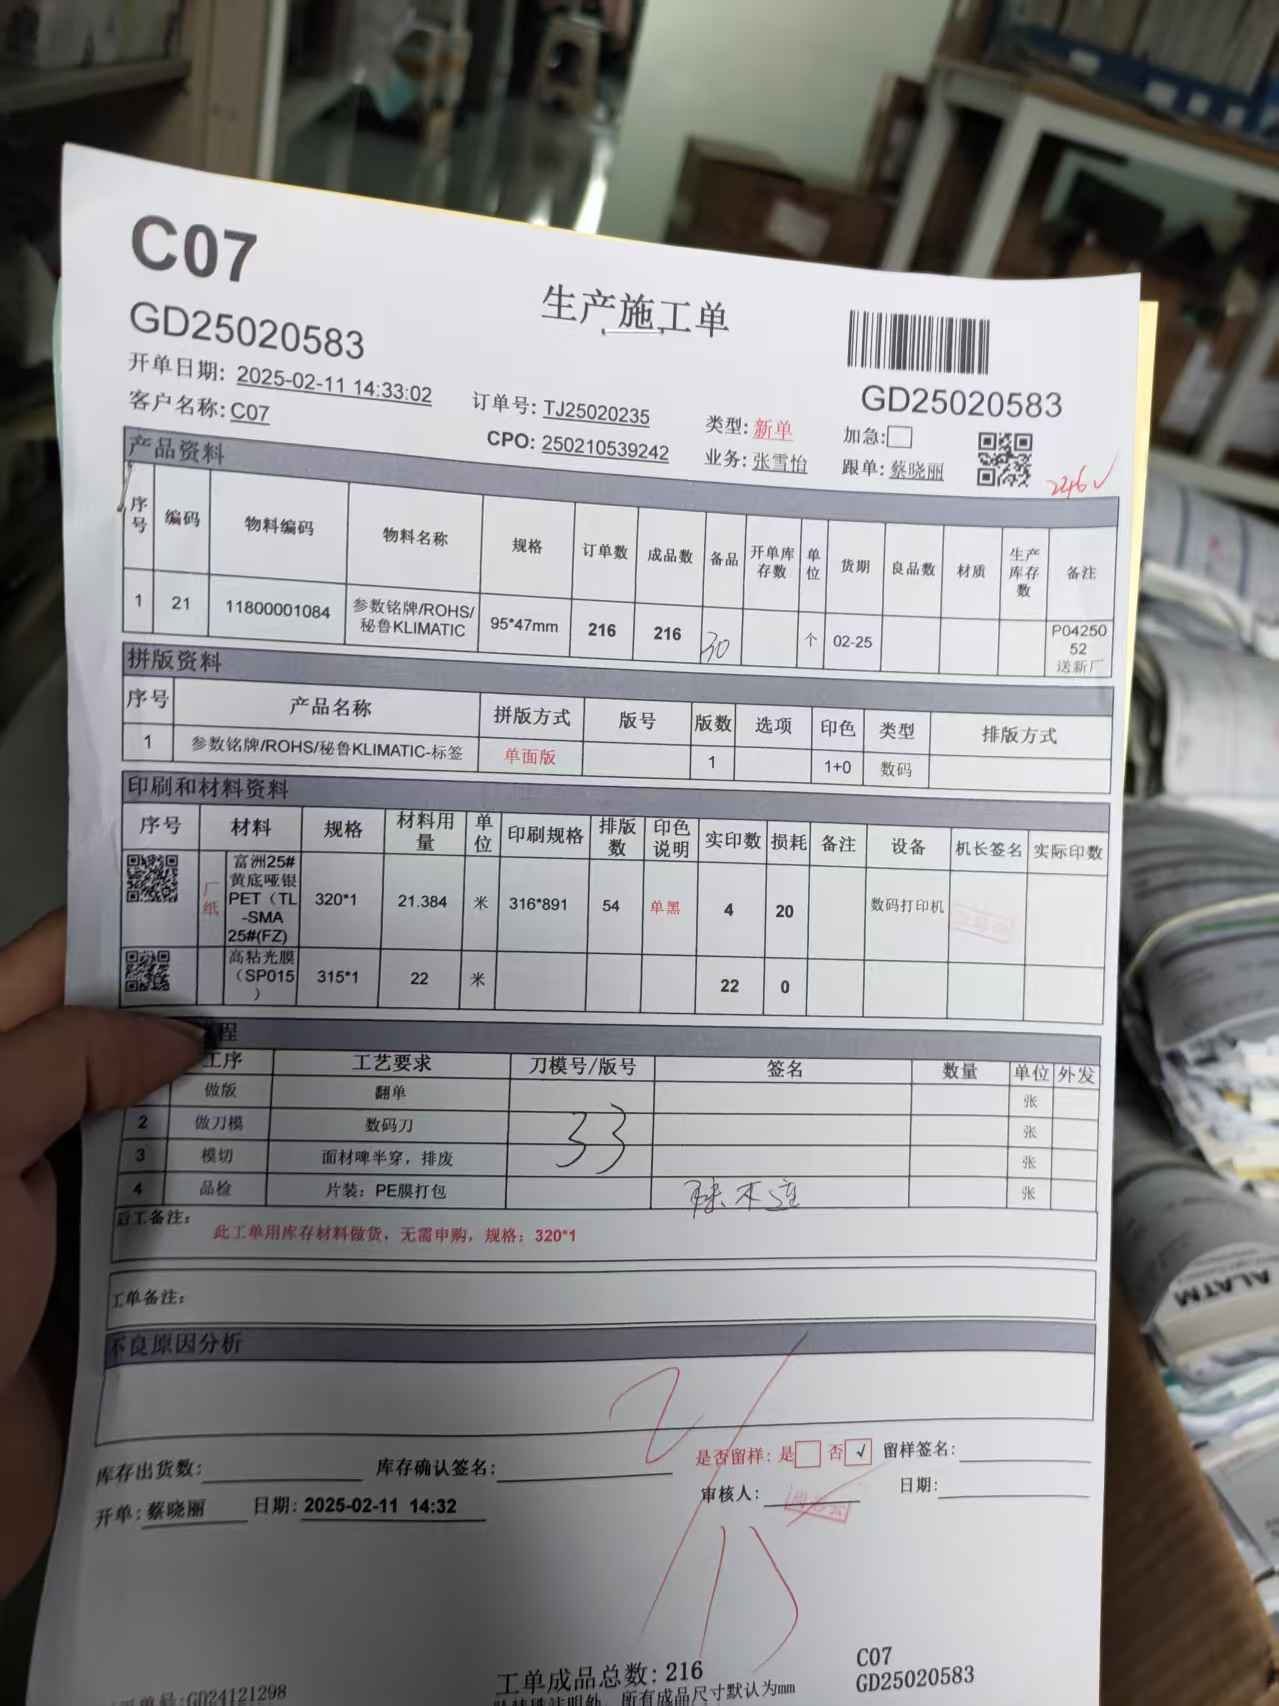 C07
GD25020583
生产施工单
GD25020583
开单日期: 2025-02-11 14:33:02
订单号: TJ25020235
类型: 新单
加急:
客户名称: C07
CPO: 250210539242
业务: 张雪怡
跟单: 蔡晓丽
246 ✓
产品资料
序号 编码 物料编码 物料名称 规格 订单数 成品数 备品 开单库存数 单位 货期 良品数 材质 生产库存数 备注
1 21 11800001084 参数铭牌/ROHS/秘鲁KLIMATIC 95*47mm 216 216 30 个 02-25 P0425052 送新厂
拼版资料
序号 产品名称 拼版方式 版号 版数 选项 印色 类型 排版方式
1 参数铭牌/ROHS/秘鲁KLIMATIC-标签 单面版 1 1+0 数码
印刷和材料资料
序号 材料 规格 材料用量 单位 印刷规格 排版数 印色说明 实印数 损耗 备注 设备 机长签名 实际印数
厂纸 富洲25#黄底哑银PET（TL-SMA25#(FZ) 320*1 21.384 米 316*891 54 单黑 4 20 数码打印机
高粘光膜（SP015） 315*1 22 米 22 0
程
工序 工艺要求 刀模号/版号 签名 数量 单位 外发
做版 翻单 张
2 做刀模 数码刀 33 张
3 模切 面材啤半穿，排废 张
4 品检 片装：PE膜打包 张
后工备注:
此工单用库存材料做货，无需申购，规格：320*1
工单备注:
不良原因分析
库存出货数:
库存确认签名:
是否留样: 是 否 √
留样签名:
开单: 蔡晓丽
日期: 2025-02-11 14:32
审核人:
日期:
工单成品总数: 216
C07
GD25020583
GD24121298
所有成品尺寸默认为mm